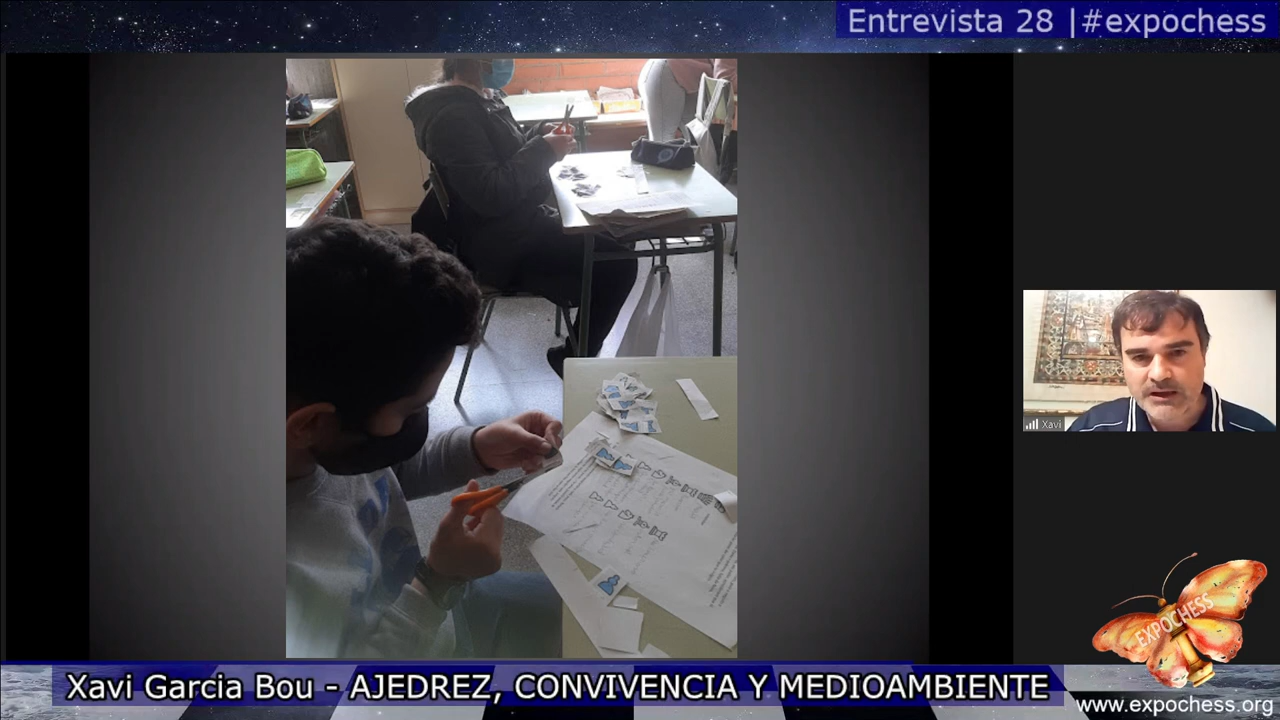 Entrevista 28 | #expochess
Xavi
EXPOCHESS
Xavi Garcia Bou - AJEDREZ, CONVIVENCIA Y MEDIOAMBIENTE
www.expochess.org